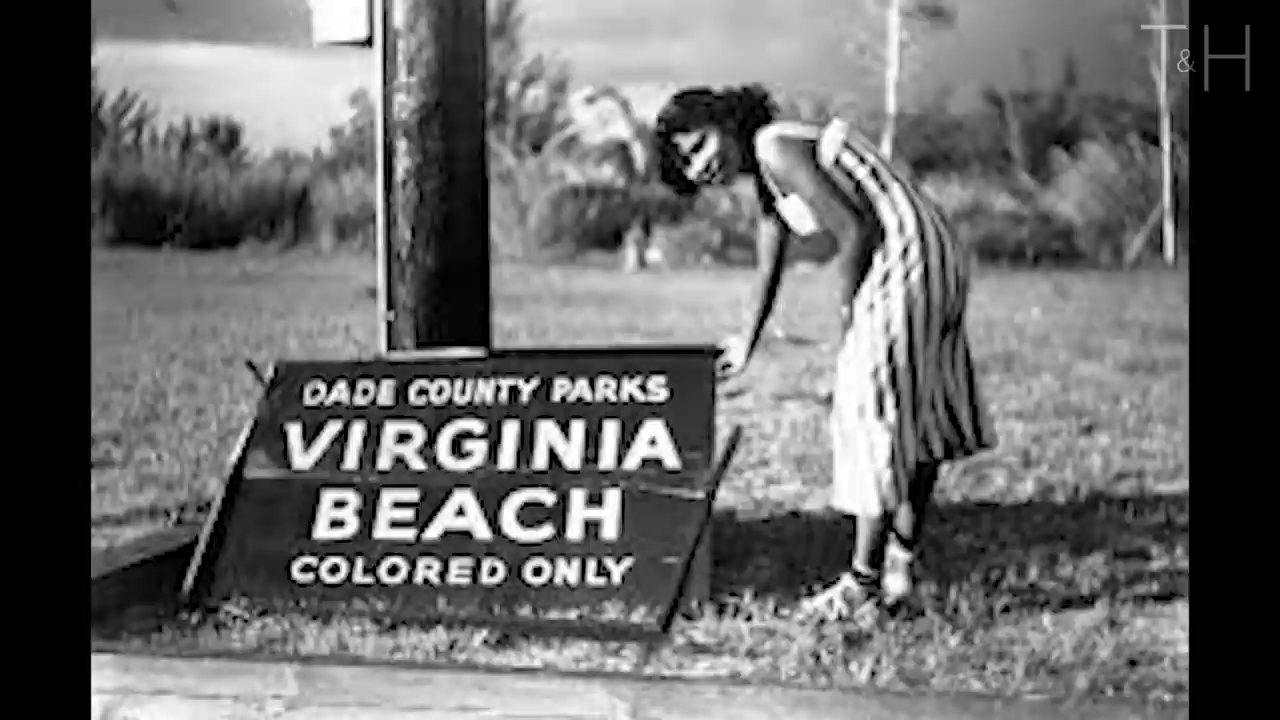 T&H
DADE COUNTY PARKS
VIRGINIA
BEACH
COLORED ONLY